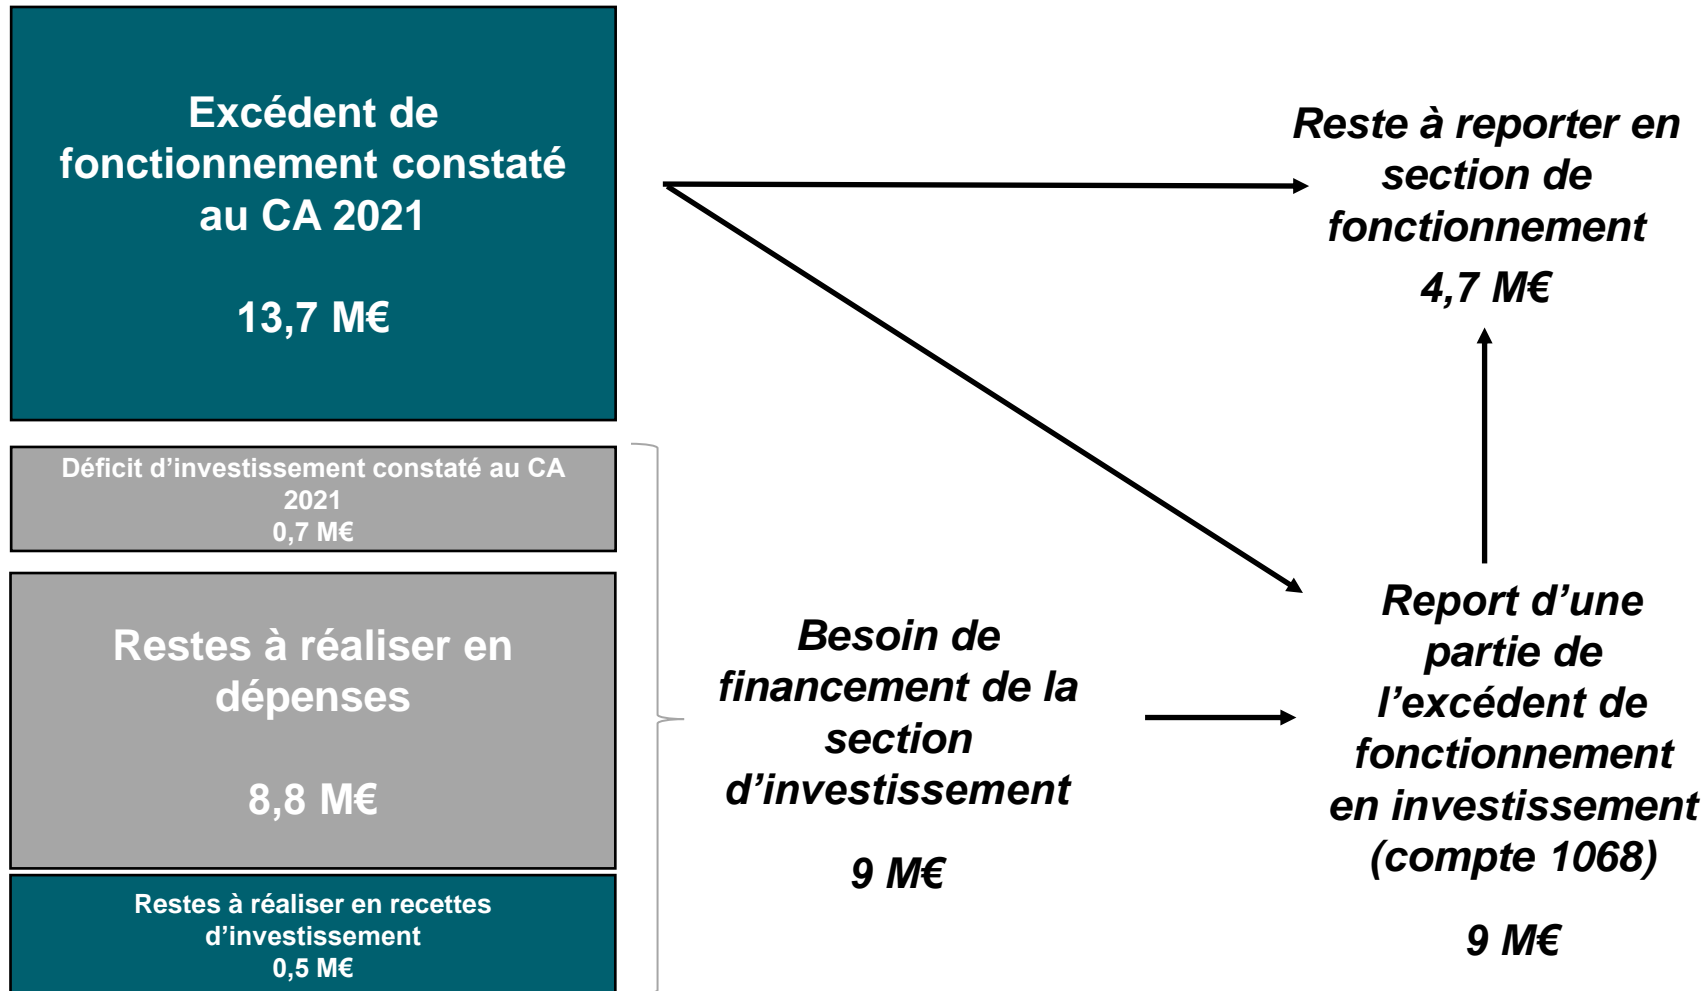 Excédent de
fonctionnement constaté
au CA 2021
13,7 M€
Déficit d’investissement constaté au CA
2021
0,7 M€
Restes à réaliser en
dépenses
8,8 M€
Restes à réaliser en recettes
d’investissement
0,5 M€
Besoin de
financement de la
section
d’investissement
9 M€
Reste à reporter en
section de
fonctionnement
4,7 M€
Report d’une
partie de
l’excédent de
fonctionnement
en investissement
(compte 1068)
9 M€